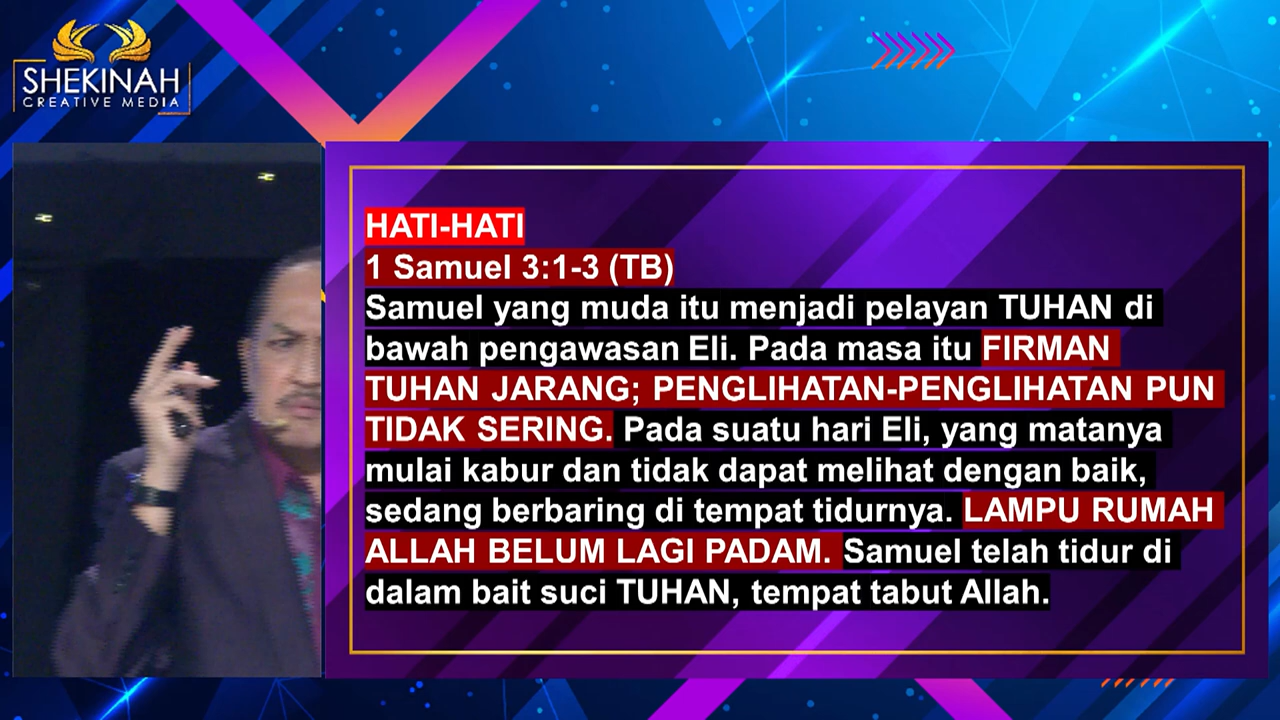 SHEKINAH
CREATIVE MEDIA
HATI-HATI
1 Samuel 3:1-3 (TB)
Samuel yang muda itu menjadi pelayan TUHAN di
bawah pengawasan Eli. Pada masa itu FIRMAN
TUHAN JARANG; PENGLIHATAN-PENGLIHATAN PUN
TIDAK SERING. Pada suatu hari Eli, yang matanya
mulai kabur dan tidak dapat melihat dengan baik,
sedang berbaring di tempat tidurnya. LAMPU RUMAH
ALLAH BELUM LAGI PADAM. Samuel telah tidur di
dalam bait suci TUHAN, tempat tabut Allah.